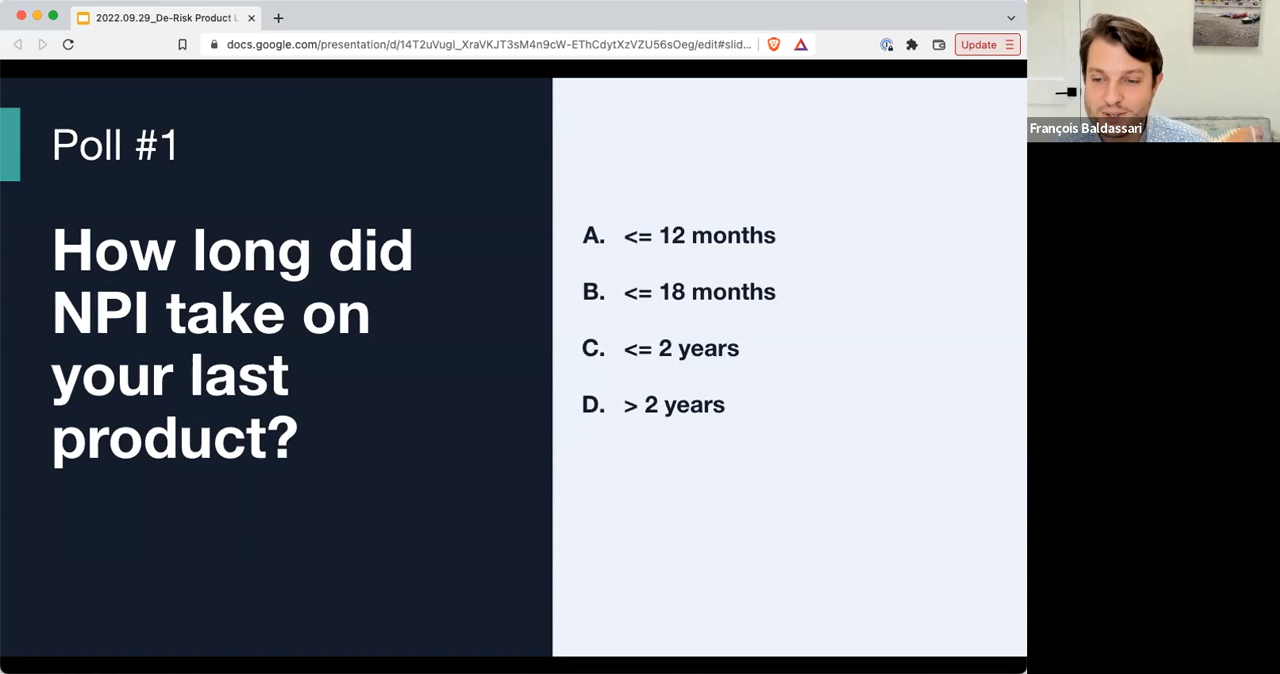 2022.09.29_De-Risk Product L
docs.google.com/presentation/d/14T2uVugl_XraVKJT3sM4n9cW-EThCdytXzVZU56sOeg/edit#slid...
Update
Poll #1
How long did
NPI take on
your last
product?
A. <= 12 months
B. <= 18 months
C. <= 2 years
D. > 2 years
François Baldassari